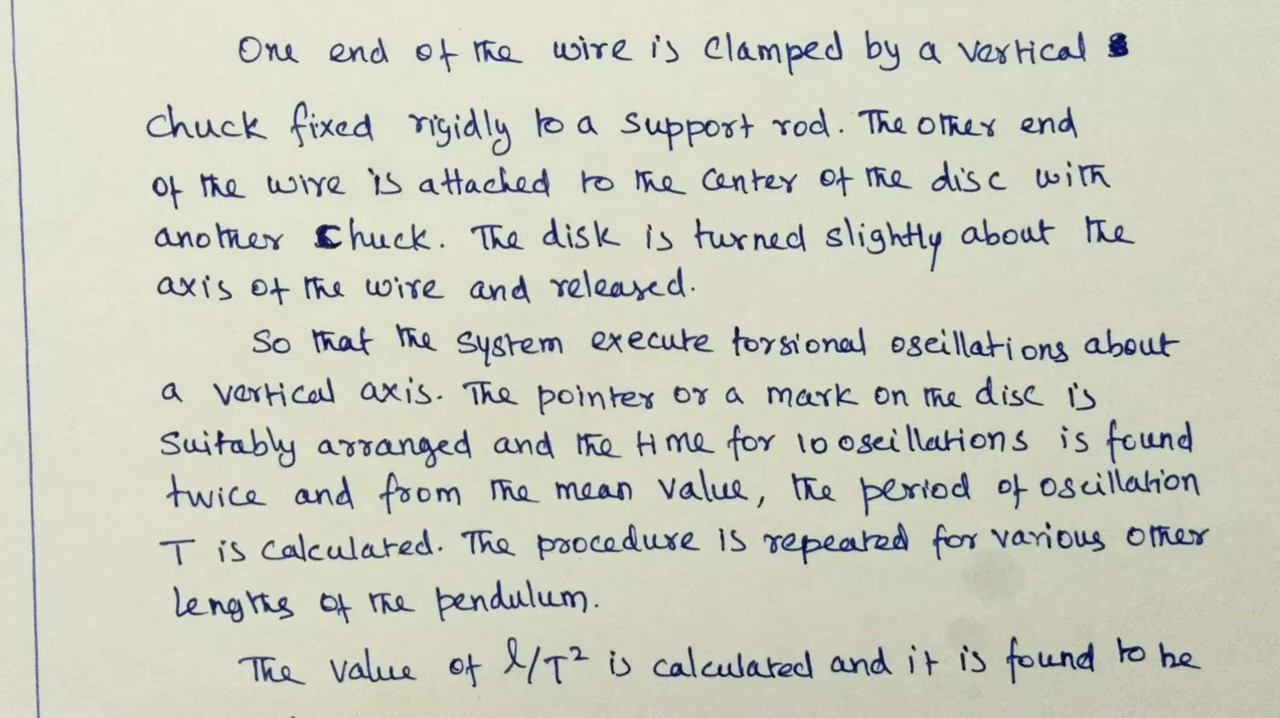 One end of the wire is clamped by a vertical
chuck fixed rigidly to a support rod. The other end
of the wire is attached to the center of the disc with
another chuck. The disk is turned slightly about the
axis of the wire and released.
So that the system execute torsional oscillations about
a vertical axis. The pointer or a mark on the disc is
suitably arranged and the time for 10 oscillations is found
twice and from the mean value, the period of oscillation
T is calculated. The procedure is repeated for various other
lengths of the pendulum.
The value of l/T² is calculated and it is found to be